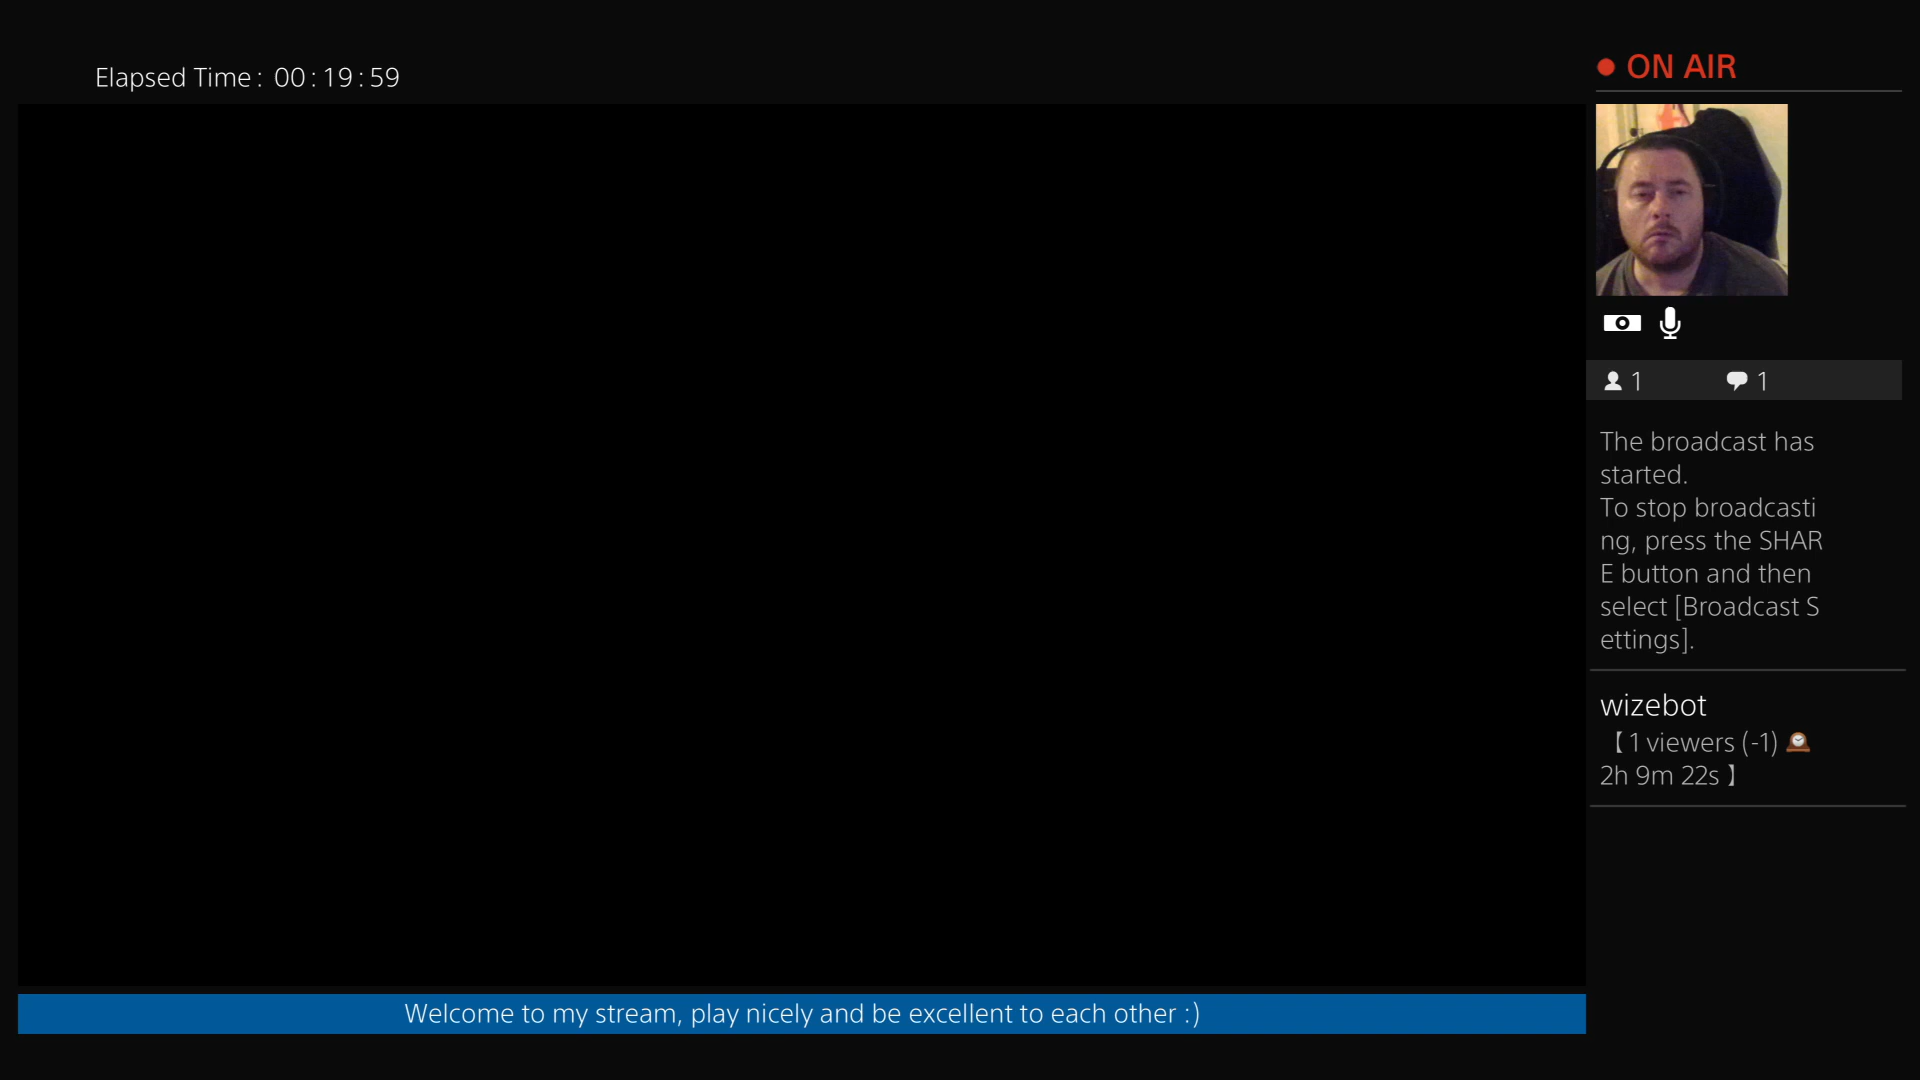 Elapsed Time: 00:19:59
ON AIR
1 1
The broadcast has
started.
To stop broadcasti
ng, press the SHAR
E button and then
select [Broadcast S
ettings].
wizebot
【1 viewers (-1) 🕰
2h 9m 22s】
Welcome to my stream, play nicely and be excellent to each other :)